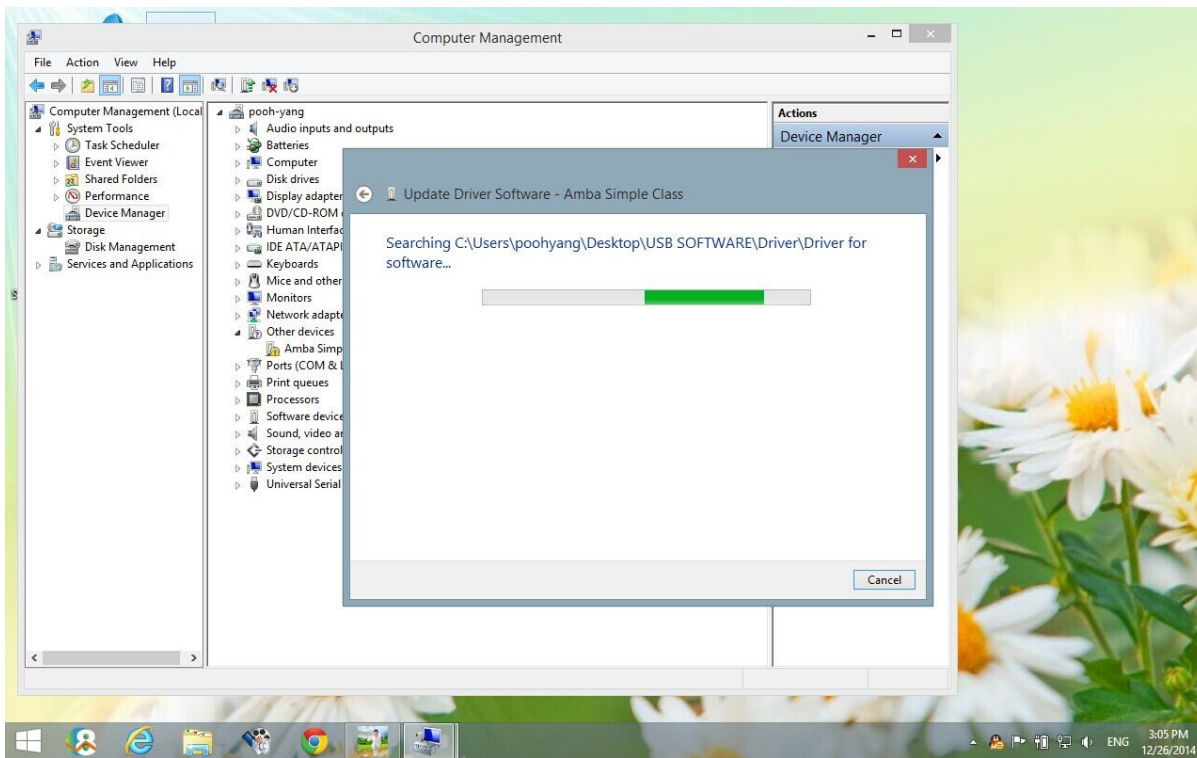 Computer Management
File Action View Help
Computer Management (Local
System Tools
Task Scheduler
Event Viewer
Shared Folders
Performance
Device Manager
Storage
Disk Management
Services and Applications
pooh-yang
Audio inputs and outputs
Batteries
Computer
Disk drives
Display adapter
DVD/CD-ROM
Human Interfac
IDE ATA/ATAPI
Keyboards
Mice and other
Monitors
Network adapte
Other devices
Amba Simp
Ports (COM &
Print queues
Processors
Software device
Sound, video ar
Storage control
System devices
Universal Serial
Actions
Device Manager
Update Driver Software - Amba Simple Class
Searching C:\Users\poohyang\Desktop\USB SOFTWARE\Driver\Driver for
software...
Cancel
ENG
3:05 PM
12/26/2014